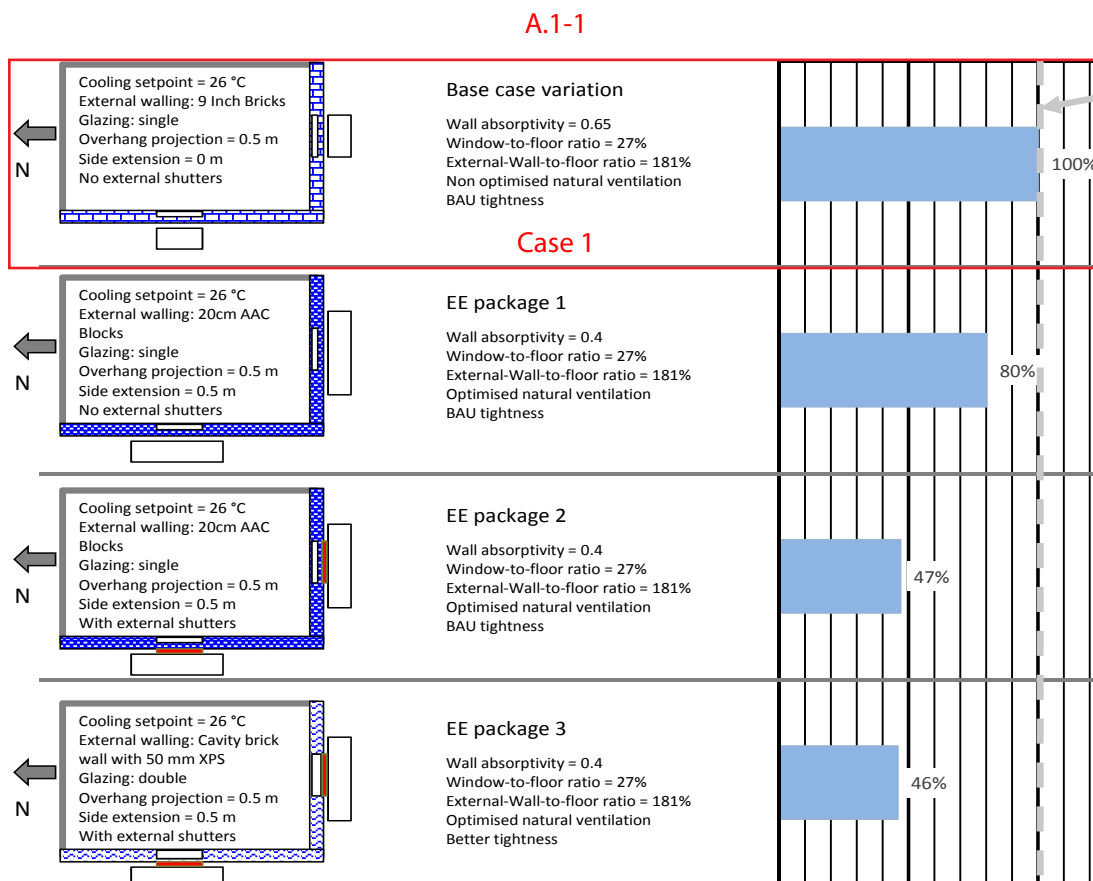 A.1-1
Cooling setpoint = 26 °C
External walling: 9 Inch Bricks
Glazing: single
Overhang projection = 0.5 m
Side extension = 0 m
No external shutters
N
Base case variation
Wall absorptivity = 0.65
Window-to-floor ratio = 27%
External-Wall-to-floor ratio = 181%
Non optimised natural ventilation
BAU tightness
100%
Case 1
Cooling setpoint = 26 °C
External walling: 20cm AAC
Blocks
Glazing: single
Overhang projection = 0.5 m
Side extension = 0.5 m
No external shutters
N
EE package 1
Wall absorptivity = 0.4
Window-to-floor ratio = 27%
External-Wall-to-floor ratio = 181%
Optimised natural ventilation
BAU tightness
80%
Cooling setpoint = 26 °C
External walling: 20cm AAC
Blocks
Glazing: single
Overhang projection = 0.5 m
Side extension = 0.5 m
With external shutters
N
EE package 2
Wall absorptivity = 0.4
Window-to-floor ratio = 27%
External-Wall-to-floor ratio = 181%
Optimised natural ventilation
BAU tightness
47%
Cooling setpoint = 26 °C
External walling: Cavity brick
wall with 50 mm XPS
Glazing: double
Overhang projection = 0.5 m
Side extension = 0.5 m
With external shutters
N
EE package 3
Wall absorptivity = 0.4
Window-to-floor ratio = 27%
External-Wall-to-floor ratio = 181%
Optimised natural ventilation
Better tightness
46%